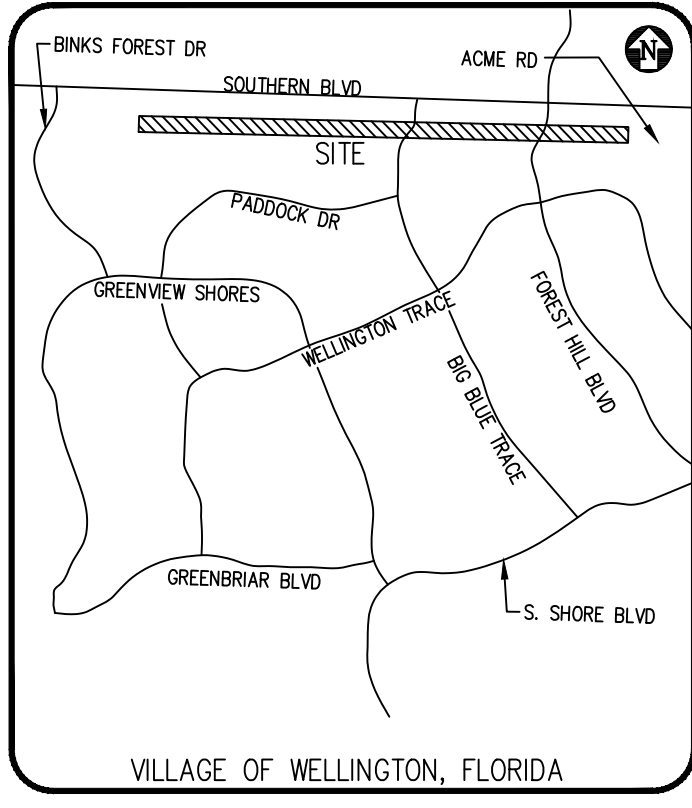 BINKS FOREST DR
N
ACME RD
SOUTHERN BLVD
SITE
PADDOCK DR
GREENVIEW SHORES
WELLINGTON TRACE
FOREST HILL BLVD
BIG BLUE TRACE
GREENBRIAR BLVD
S. SHORE BLVD
VILLAGE OF WELLINGTON, FLORIDA